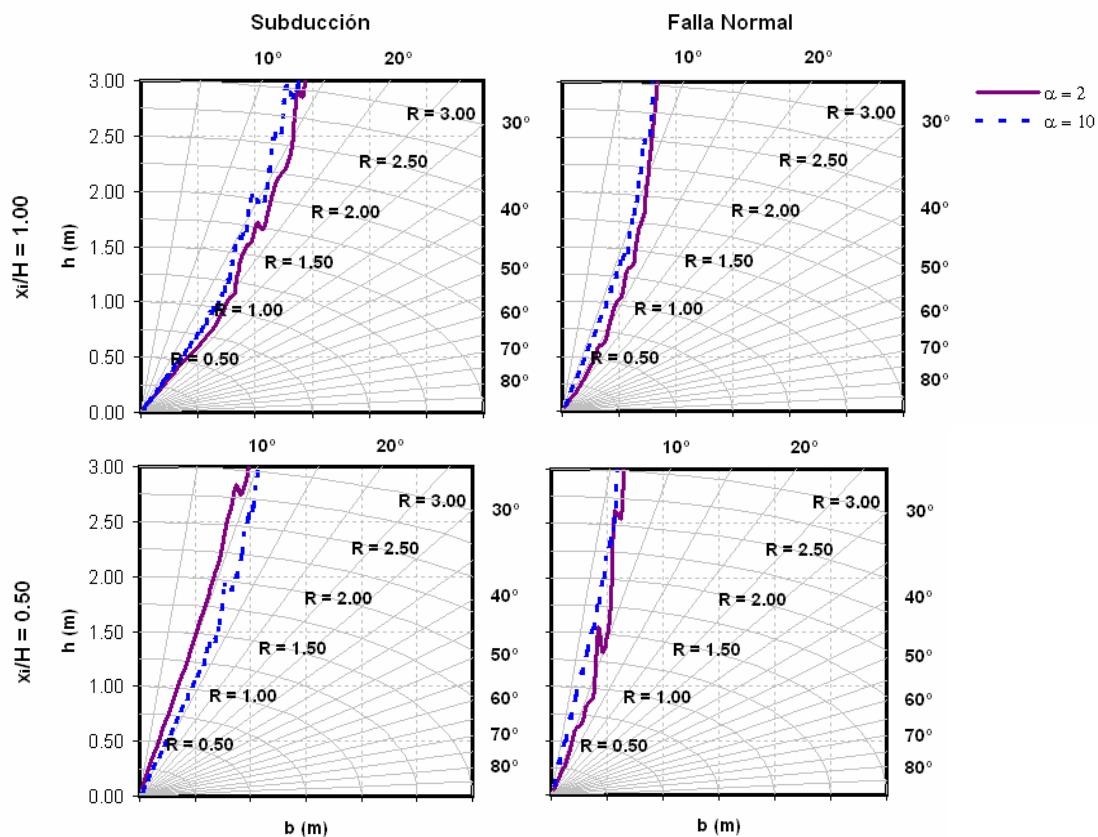 Subducción
Falla Normal
10°
20°
10°
20°
α = 2
α = 10
xi/H = 1.00
h (m)
3.00
2.50
2.00
1.50
1.00
0.50
0.00
R = 3.00
R = 2.50
R = 2.00
R = 1.50
R = 1.00
R = 0.50
30°
40°
50°
60°
70°
80°
R = 3.00
R = 2.50
R = 2.00
R = 1.50
R = 1.00
R = 0.50
30°
40°
50°
60°
70°
80°
10°
20°
10°
20°
xi/H = 0.50
h (m)
3.00
2.50
2.00
1.50
1.00
0.50
0.00
R = 3.00
R = 2.50
R = 2.00
R = 1.50
R = 1.00
R = 0.50
30°
40°
50°
60°
70°
80°
R = 3.00
R = 2.50
R = 2.00
R = 1.50
R = 1.00
R = 0.50
30°
40°
50°
60°
70°
80°
b (m)
b (m)